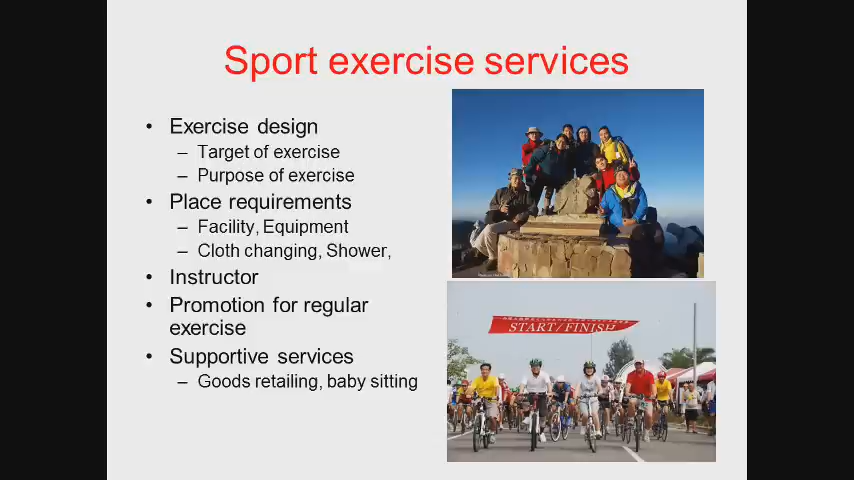 Sport exercise services
• Exercise design
– Target of exercise
– Purpose of exercise
• Place requirements
– Facility, Equipment
– Cloth changing, Shower,
• Instructor
• Promotion for regular
exercise
• Supportive services
– Goods retailing, baby sitting
START/FINISH